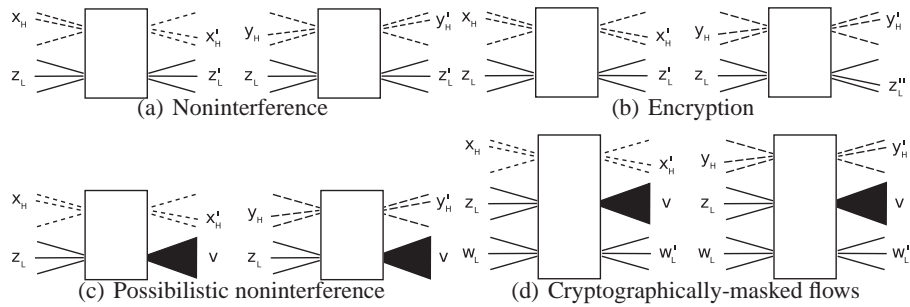 x_H x'_H z_L z'_L y_H y'_H z_L z'_L
(a) Noninterference
x_H x'_H z_L z'_L y_H y'_H z_L z''_L
(b) Encryption
x_H x'_H z_L v y_H y'_H z_L v
(c) Possibilistic noninterference
x_H x'_H z_L v w_L w'_L y_H y'_H z_L v w_L w'_L
(d) Cryptographically-masked flows